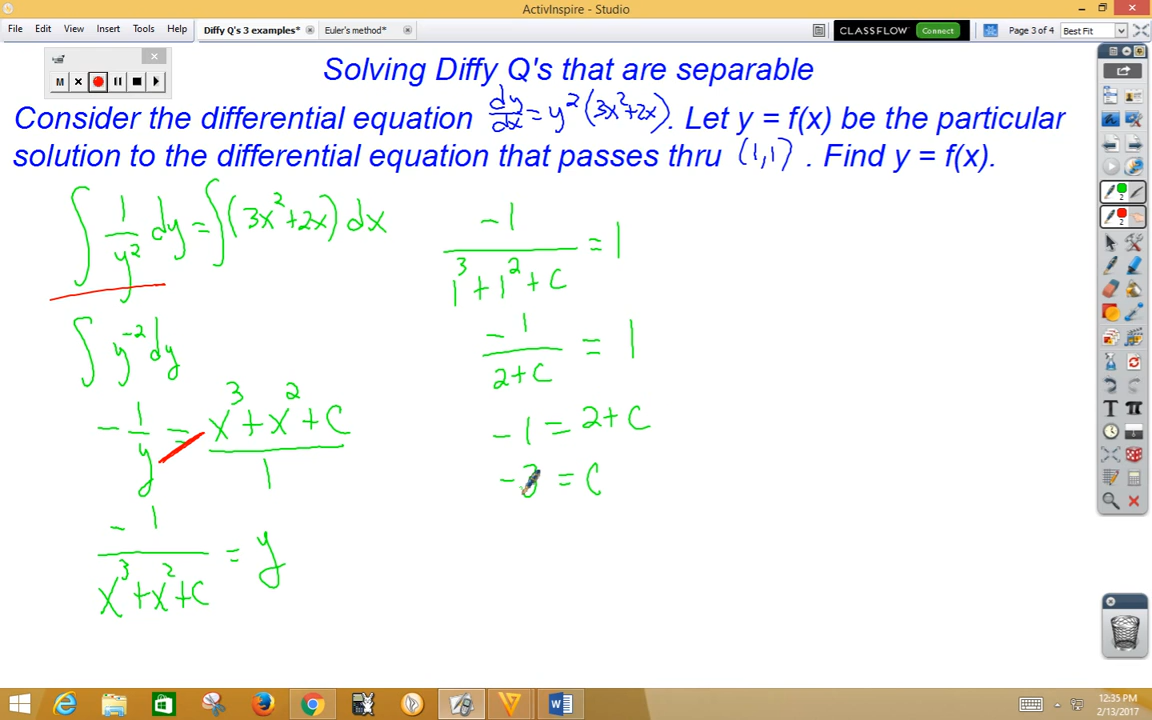 ActivInspire - Studio
File Edit View Insert Tools Help
Diffy Q's 3 examples* Euler's method*
CLASSFLOW Connect Page 3 of 4 Best Fit
M
Solving Diffy Q's that are separable
Consider the differential equation dy/dx = y²(3x²+2x). Let y = f(x) be the particular
solution to the differential equation that passes thru (1,1). Find y = f(x).
∫ 1/y² dy = ∫(3x²+2x)dx
∫ y⁻² dy
-1/y = (x³+x²+C)/1
-1/(x³+x²+C) = y
-1/(1³+1²+C) = 1
-1/(2+C) = 1
-1 = 2+C
-3 = C
2
2
12:35 PM
2/13/2017